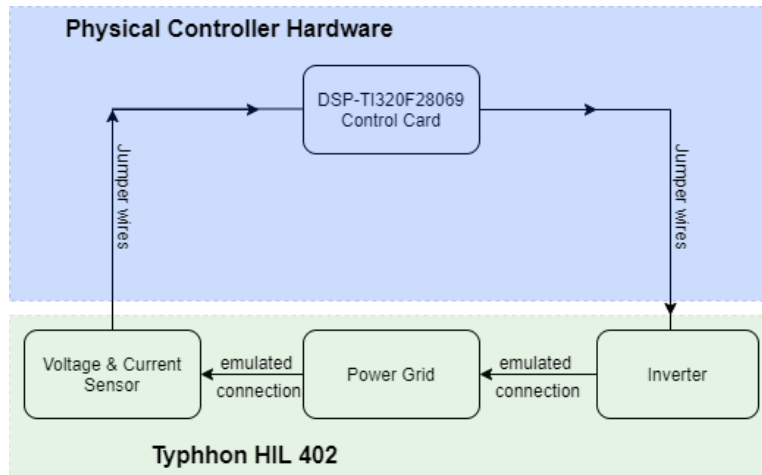 Physical Controller Hardware
DSP-TI320F28069
Control Card
Jumper wires
Jumper wires
Voltage & Current
Sensor
emulated
connection
Power Grid
emulated
connection
Inverter
Typhhon HIL 402